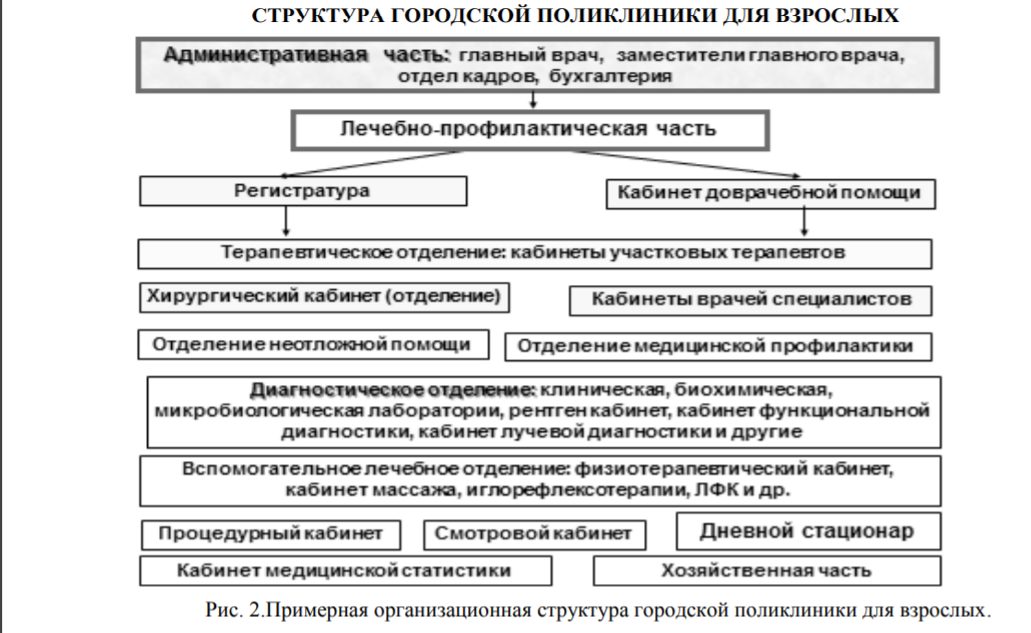 СТРУКТУРА ГОРОДСКОЙ ПОЛИКЛИНИКИ ДЛЯ ВЗРОСЛЫХ
Административная часть: главный врач, заместители главного врача,
отдел кадров, бухгалтерия
Лечебно-профилактическая часть
Регистратура
Кабинет доврачебной помощи
Терапевтическое отделение: кабинеты участковых терапевтов
Хирургический кабинет (отделение)
Кабинеты врачей специалистов
Отделение неотложной помощи
Отделение медицинской профилактики
Диагностическое отделение: клиническая, биохимическая,
микробиологическая лаборатории, рентген кабинет, кабинет функциональной
диагностики, кабинет лучевой диагностики и другие
Вспомогательное лечебное отделение: физиотерапевтический кабинет,
кабинет массажа, иглорефлексотерапии, ЛФК и др.
Процедурный кабинет
Смотровой кабинет
Дневной стационар
Кабинет медицинской статистики
Хозяйственная часть
Рис. 2.Примерная организационная структура городской поликлиники для взрослых.